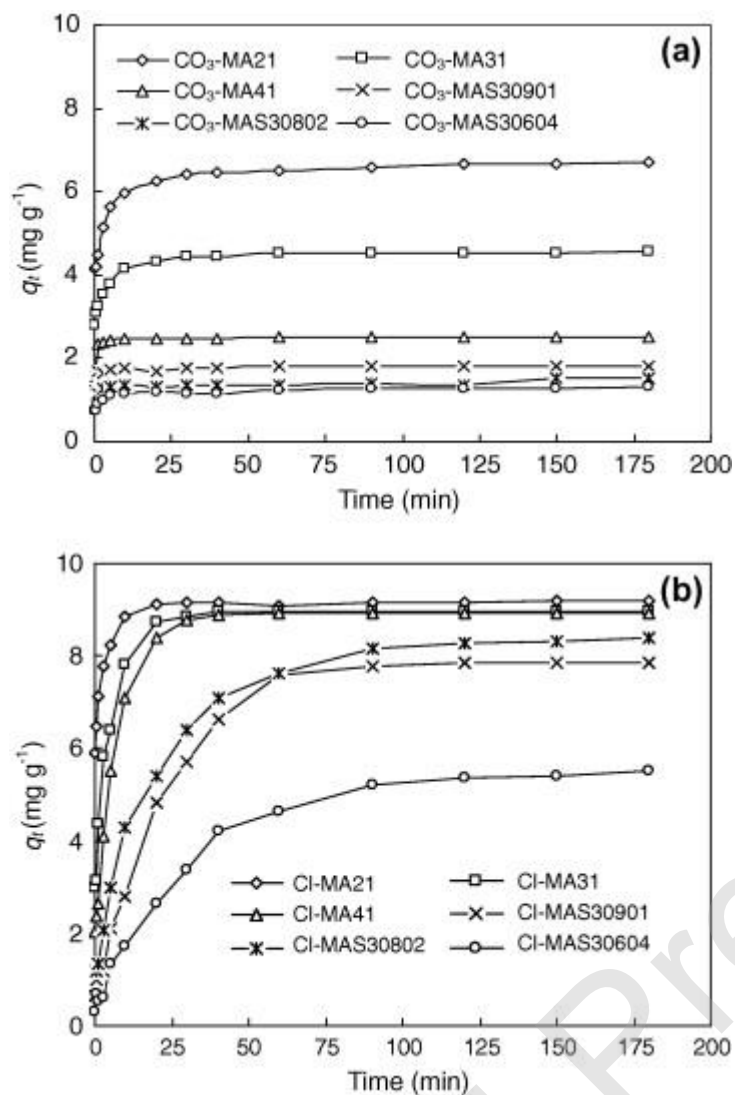 10
(a)
CO₃-MA21 CO₃-MA31
CO₃-MA41 CO₃-MAS30901
CO₃-MAS30802 CO₃-MAS30604
8
6
4
2
0
qₜ (mg g⁻¹)
0 25 50 75 100 125 150 175 200
Time (min)
10
(b)
8
6
4
2
0
qₜ (mg g⁻¹)
Cl-MA21 Cl-MA31
Cl-MA41 Cl-MAS30901
Cl-MAS30802 Cl-MAS30604
0 25 50 75 100 125 150 175 200
Time (min)